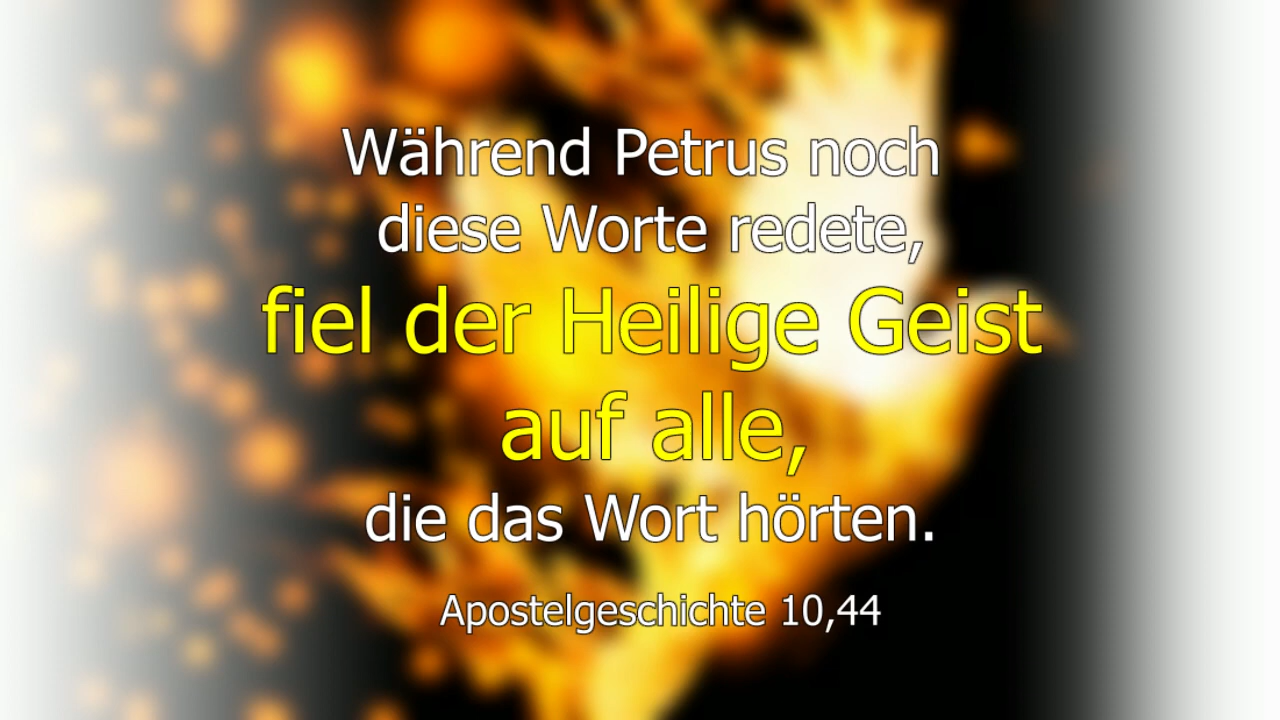 Während Petrus noch
diese Worte redete,
fiel der Heilige Geist
auf alle,
die das Wort hörten.
Apostelgeschichte 10,44